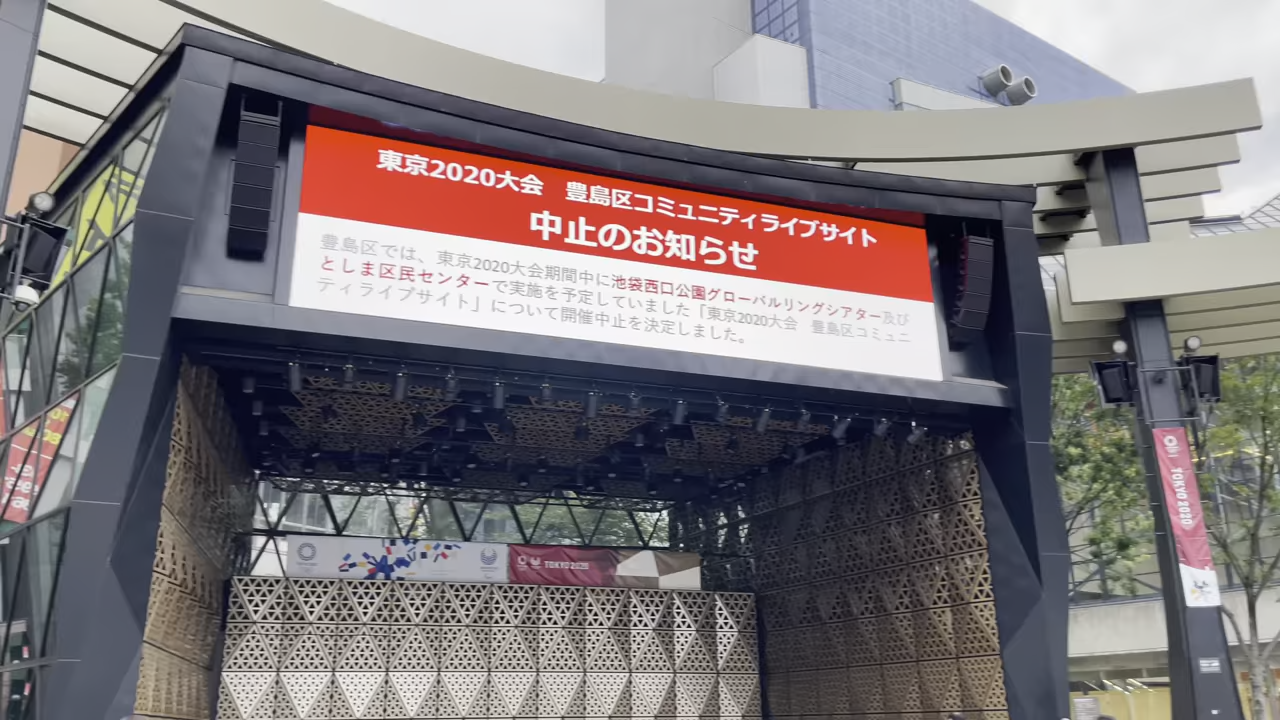 東京2020大会　豊島区コミュニティライブサイト
中止のお知らせ
豊島区では、東京2020大会期間中に池袋西口公園グローバルリングシアター及び
としま区民センターで実施を予定していました「東京2020大会　豊島区コミュニ
ティライブサイト」について開催中止を決定しました。
TOKYO 2020
TOKYO 2020